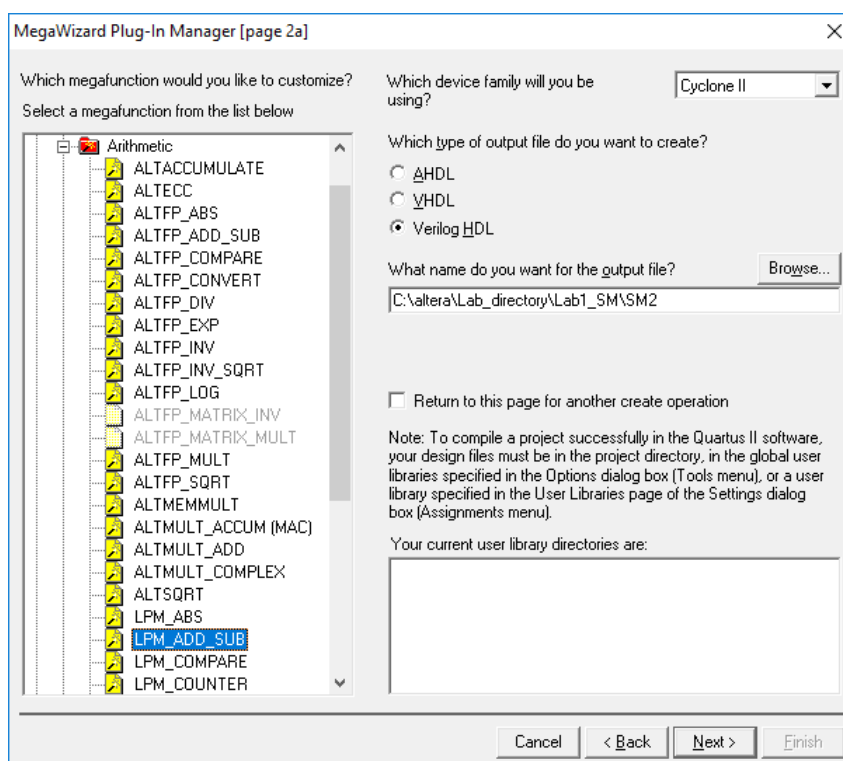 MegaWizard Plug-In Manager [page 2a]
Which megafunction would you like to customize?
Select a megafunction from the list below
Arithmetic
ALTACCUMULATE
ALTECC
ALTFP_ABS
ALTFP_ADD_SUB
ALTFP_COMPARE
ALTFP_CONVERT
ALTFP_DIV
ALTFP_EXP
ALTFP_INV
ALTFP_INV_SQRT
ALTFP_LOG
ALTFP_MATRIX_INV
ALTFP_MATRIX_MULT
ALTFP_MULT
ALTFP_SQRT
ALTMEMMULT
ALTMULT_ACCUM (MAC)
ALTMULT_ADD
ALTMULT_COMPLEX
ALTSQRT
LPM_ABS
LPM_ADD_SUB
LPM_COMPARE
LPM_COUNTER
Which device family will you be
using?
Cyclone II
Which type of output file do you want to create?
AHDL
VHDL
Verilog HDL
What name do you want for the output file?
Browse...
C:\altera\Lab_directory\Lab1_SM\SM2
Return to this page for another create operation
Note: To compile a project successfully in the Quartus II software,
your design files must be in the project directory, in the global user
libraries specified in the Options dialog box (Tools menu), or a user
library specified in the User Libraries page of the Settings dialog
box (Assignments menu).
Your current user library directories are:
Cancel
< Back
Next >
Finish